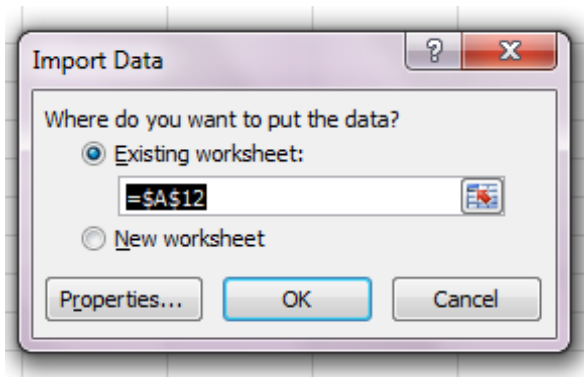 Import Data
Where do you want to put the data?
Existing worksheet:
=$A$12
New worksheet
Properties... OK Cancel